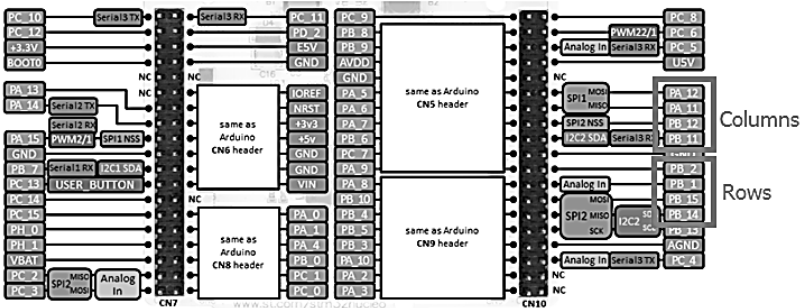 PC_10 Serial3 TX Serial3 RX PC_11 PC_9 PC_8
PC_12 PD_2 PB_8 PWM22/1 PC_6
+3.3V E5V PB_9 Analog In Serial3 RX PC_5
BOOT0 GND AVDD U5V
NC NC GND NC
PA_13 NC IOREF PA_5 SPI1 MOSI PA_12
PA_14 Serial2 TX NRST PA_6 MISO PA_11
Serial2 RX +3v3 PA_7 SPI2 NSS PB_12
PA_15 PWM2/1 SPI1 NSS +5v PB_6 I2C2 SDA Serial3 RX PB_11
GND GND PC_7
PB_7 Serial1 RX I2C1 SDA GND PA_9 PB_2
PC_13 USER_BUTTON VIN PA_8 Analog In PB_1
PC_14 NC PB_10 MOSI PB_15
PC_15 PA_0 PB_4 SPI2 MISO I2C2 PB_14
PH_0 PA_1 PB_5 SCK PB_13
PH_1 PA_4 PB_3 AGND
VBAT PB_0 PA_10 Analog In Serial3 TX PC_4
PC_2 SPI2 MISO Analog In PC_1 PA_2 NC
PC_3 MOSI PC_0 PA_3 NC
CN7 CN10
same as Arduino CN6 header
same as Arduino CN8 header
same as Arduino CN5 header
same as Arduino CN9 header
Columns
Rows